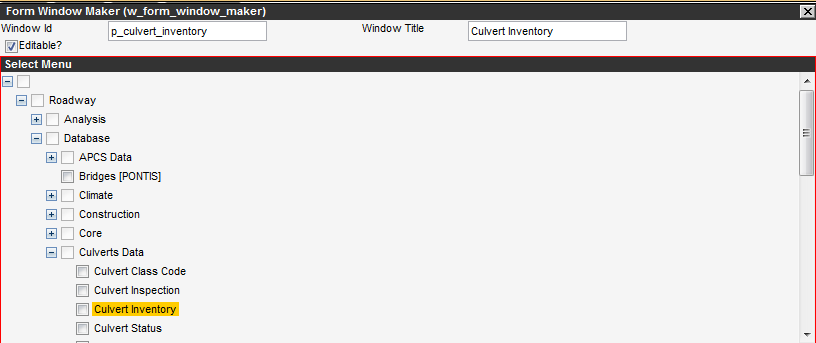 Form Window Maker (w_form_window_maker)
Window Id p_culvert_inventory Window Title Culvert Inventory
Editable?
Select Menu
Roadway
Analysis
Database
APCS Data
Bridges [PONTIS]
Climate
Construction
Core
Culverts Data
Culvert Class Code
Culvert Inspection
Culvert Inventory
Culvert Status